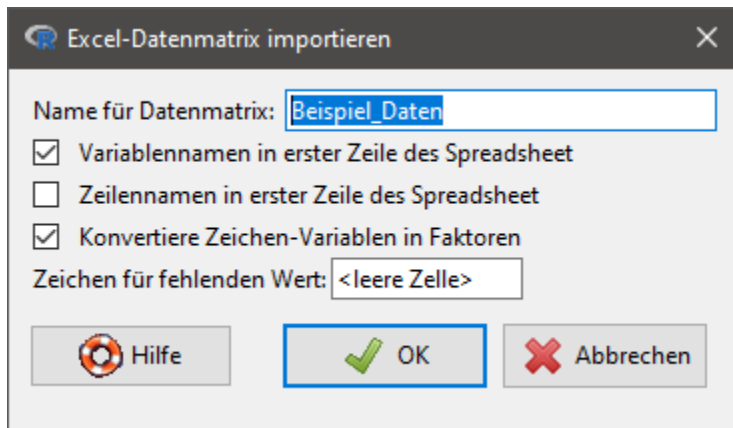 Excel-Datenmatrix importieren
Name für Datenmatrix: Beispiel_Daten
Variablennamen in erster Zeile des Spreadsheet
Zeilennamen in erster Zeile des Spreadsheet
Konvertiere Zeichen-Variablen in Faktoren
Zeichen für fehlenden Wert: <leere Zelle>
Hilfe OK Abbrechen